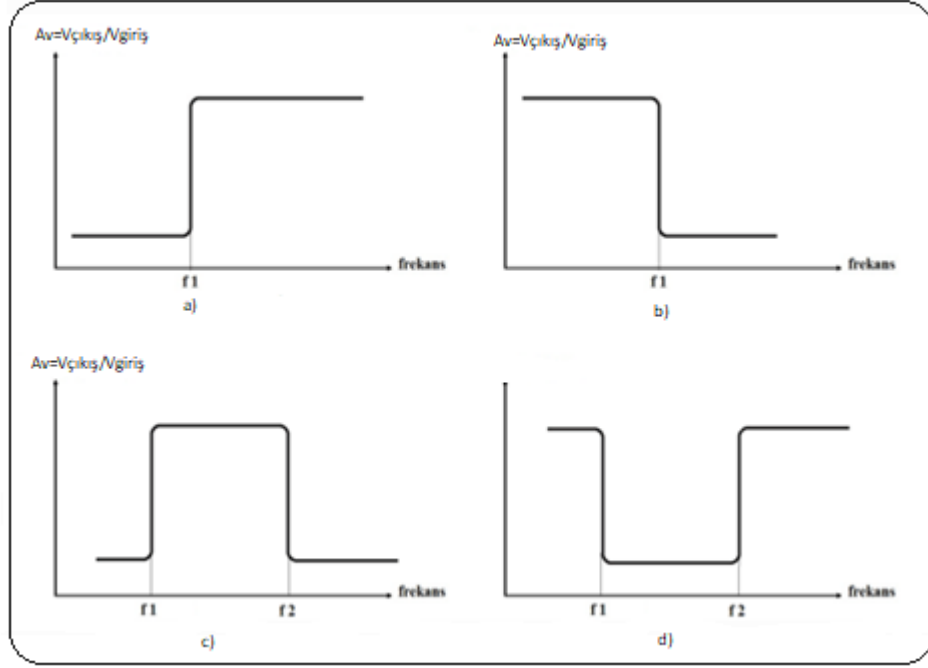 Av=Vçıkış/Vgiriş
frekans
f1
a)
Av=Vçıkış/Vgiriş
frekans
f1
b)
Av=Vçıkış/Vgiriş
frekans
f1 f2
c)
frekans
f1 f2
d)